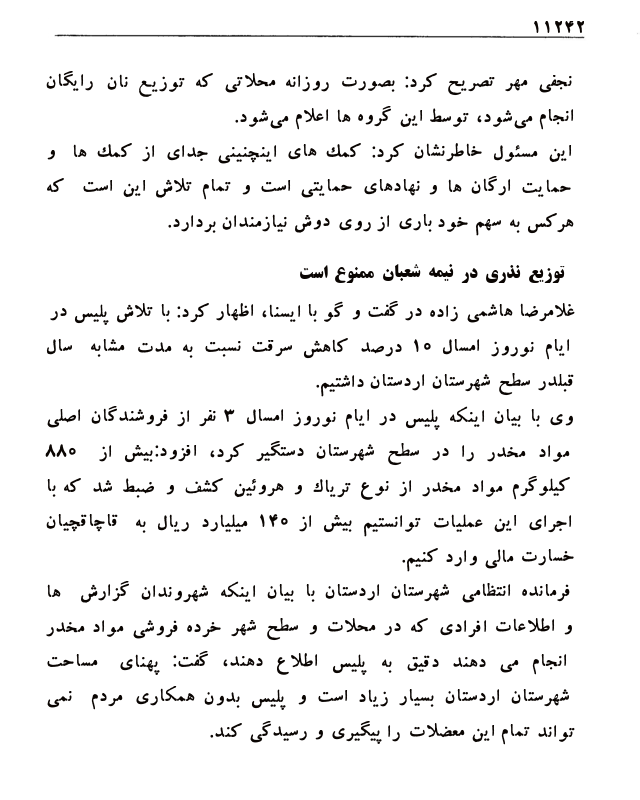 ۱۱۲۴۲
نجفی مهر تصریح کرد: بصورت روزانه محلاتی که توزیع نان رایگان
انجام می‌شود، توسط این گروه ها اعلام می‌شود.
این مسئول خاطرنشان کرد: کمك های اینچنینی جدای از کمك ها و
حمایت ارگان ها و نهادهای حمایتی است و تمام تلاش این است که
هرکس به سهم خود باری از روی دوش نیازمندان بردارد.
توزیع نذری در نیمه شعبان ممنوع است
غلامرضا هاشمی زاده در گفت و گو با ایسنا، اظهار کرد: با تلاش پلیس در
ایام نوروز امسال ۱۰ درصد کاهش سرقت نسبت به مدت مشابه سال
قبلدر سطح شهرستان اردستان داشتیم.
وی با بیان اینکه پلیس در ایام نوروز امسال ۳ نفر از فروشندگان اصلی
مواد مخدر را در سطح شهرستان دستگیر کرد، افزود:بیش از ۸۸۰
کیلوگرم مواد مخدر از نوع تریاك و هروئین کشف و ضبط شد که با
اجرای این عملیات توانستیم بیش از ۱۴۰ میلیارد ریال به قاچاقچیان
خسارت مالی وارد کنیم.
فرمانده انتظامی شهرستان اردستان با بیان اینکه شهروندان گزارش ها
و اطلاعات افرادی که در محلات و سطح شهر خرده فروشی مواد مخدر
انجام می دهند دقیق به پلیس اطلاع دهند، گفت: پهنای مساحت
شهرستان اردستان بسیار زیاد است و پلیس بدون همکاری مردم نمی
تواند تمام این معضلات را پیگیری و رسیدگی کند.